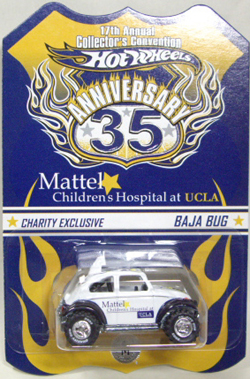 17th Annual
Collector's Convention
Hot Wheels
ANNIVERSARY
35
Mattel
Children's Hospital at UCLA
CHARITY EXCLUSIVE
BAJA BUG
Mattel
Children's Hospital at
UCLA